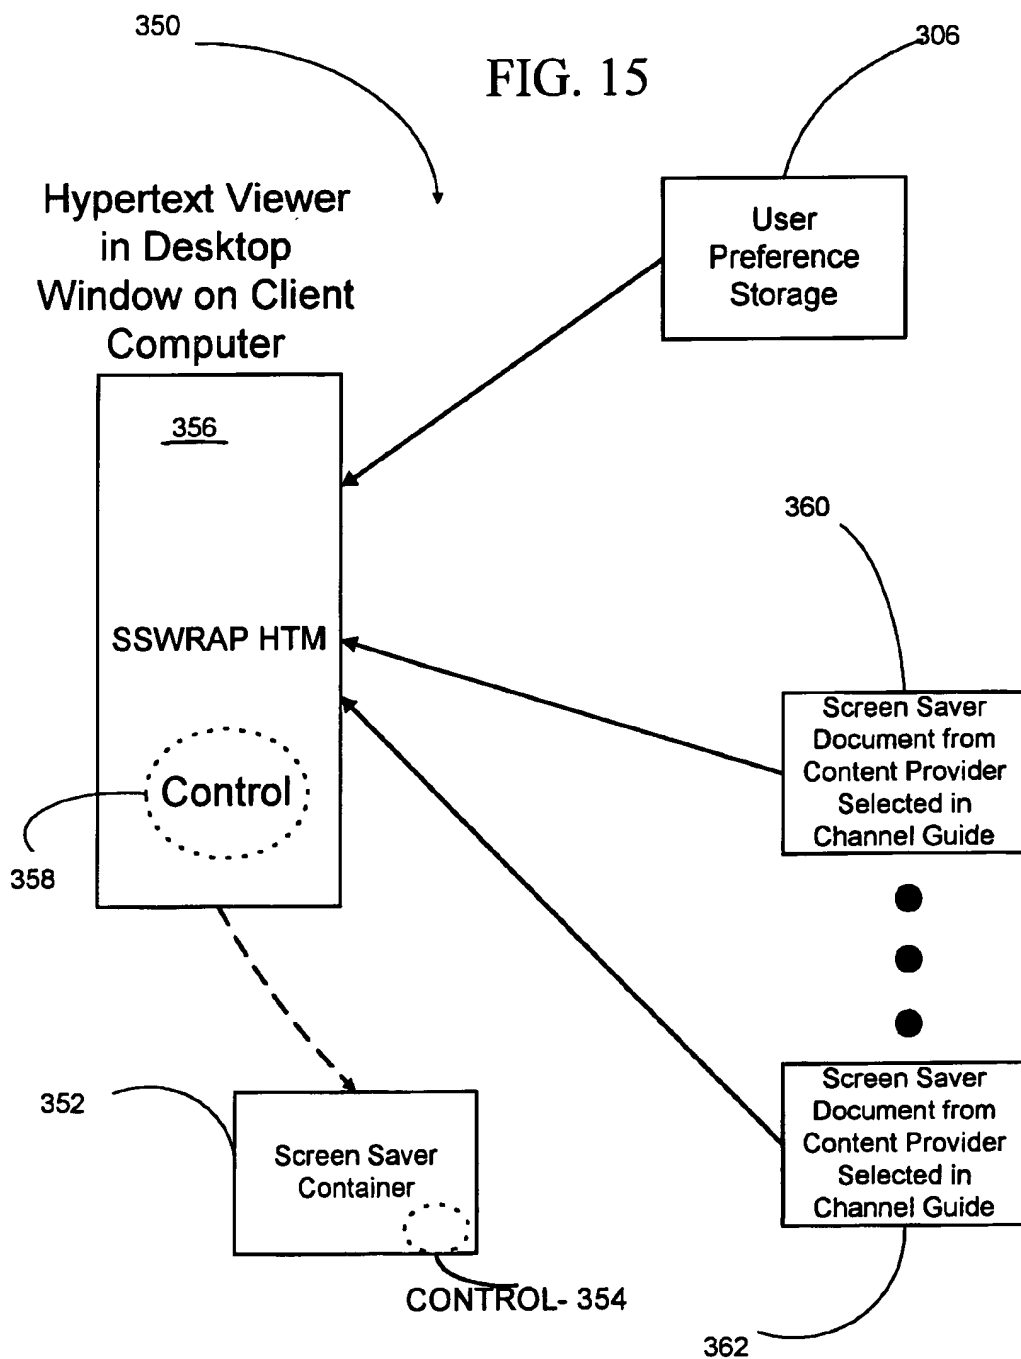 350
306
FIG. 15
Hypertext Viewer
in Desktop
Window on Client
Computer
User
Preference
Storage
356
360
SSWRAP HTM
Screen Saver
Document from
Content Provider
Selected in
Channel Guide
Control
358
Screen Saver
Document from
Content Provider
Selected in
Channel Guide
352
Screen Saver
Container
CONTROL- 354
362